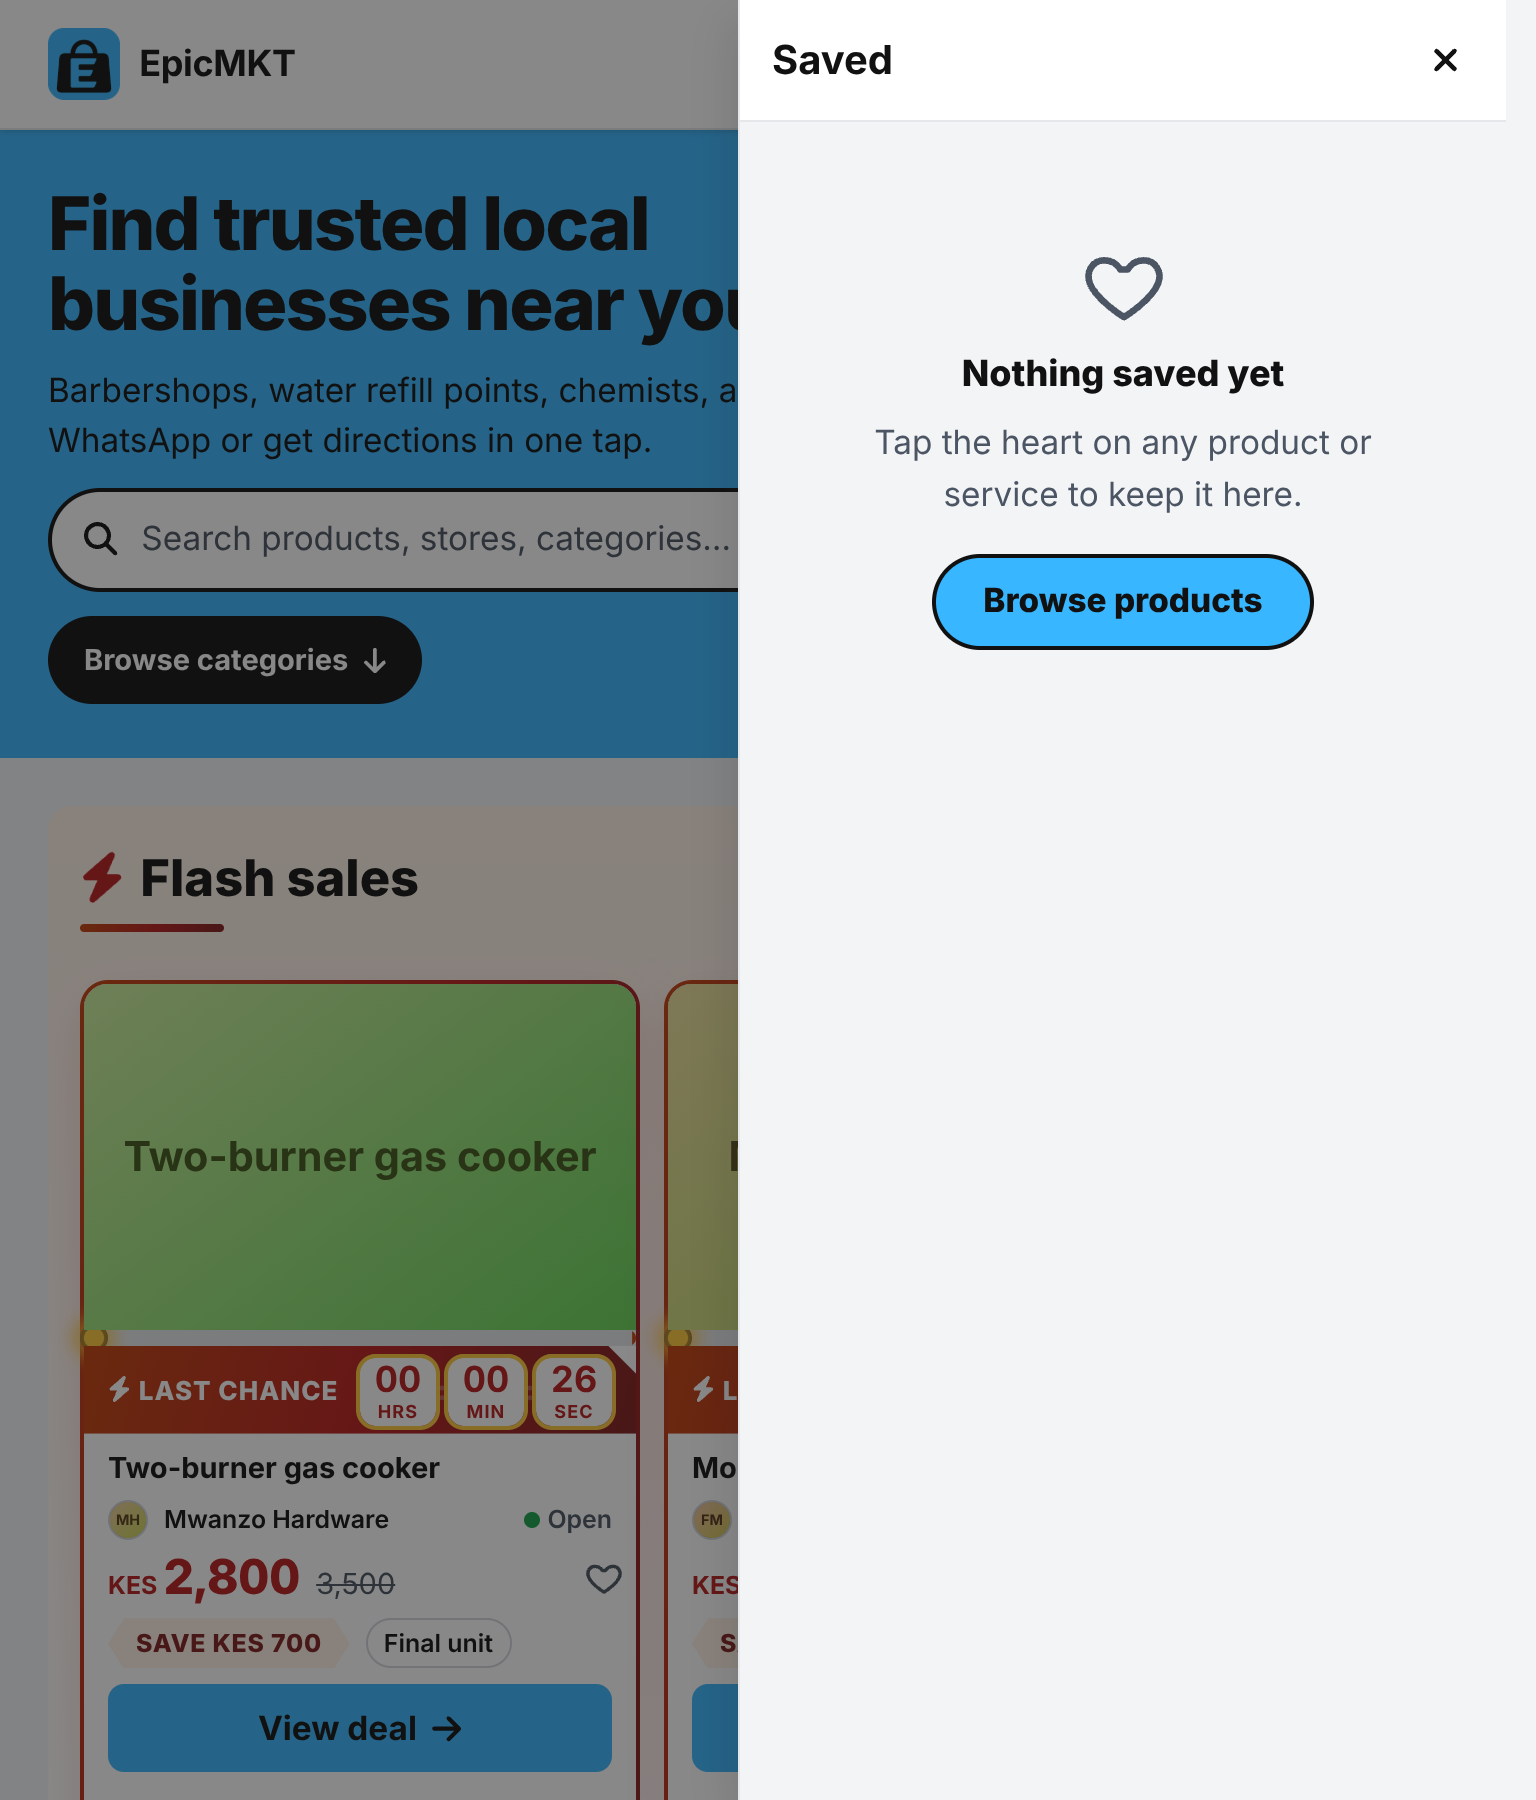 EpicMKT
Find trusted local
businesses near you
Barbershops, water refill points, chemists, a
WhatsApp or get directions in one tap.
Search products, stores, categories...
Browse categories ↓
Flash sales
Two-burner gas cooker
LAST CHANCE 00 HRS 00 MIN 26 SEC
Two-burner gas cooker
MH Mwanzo Hardware Open
KES 2,800 3,500
SAVE KES 700 Final unit
View deal →
L
Mo
FM
KES
S
Saved
Nothing saved yet
Tap the heart on any product or
service to keep it here.
Browse products